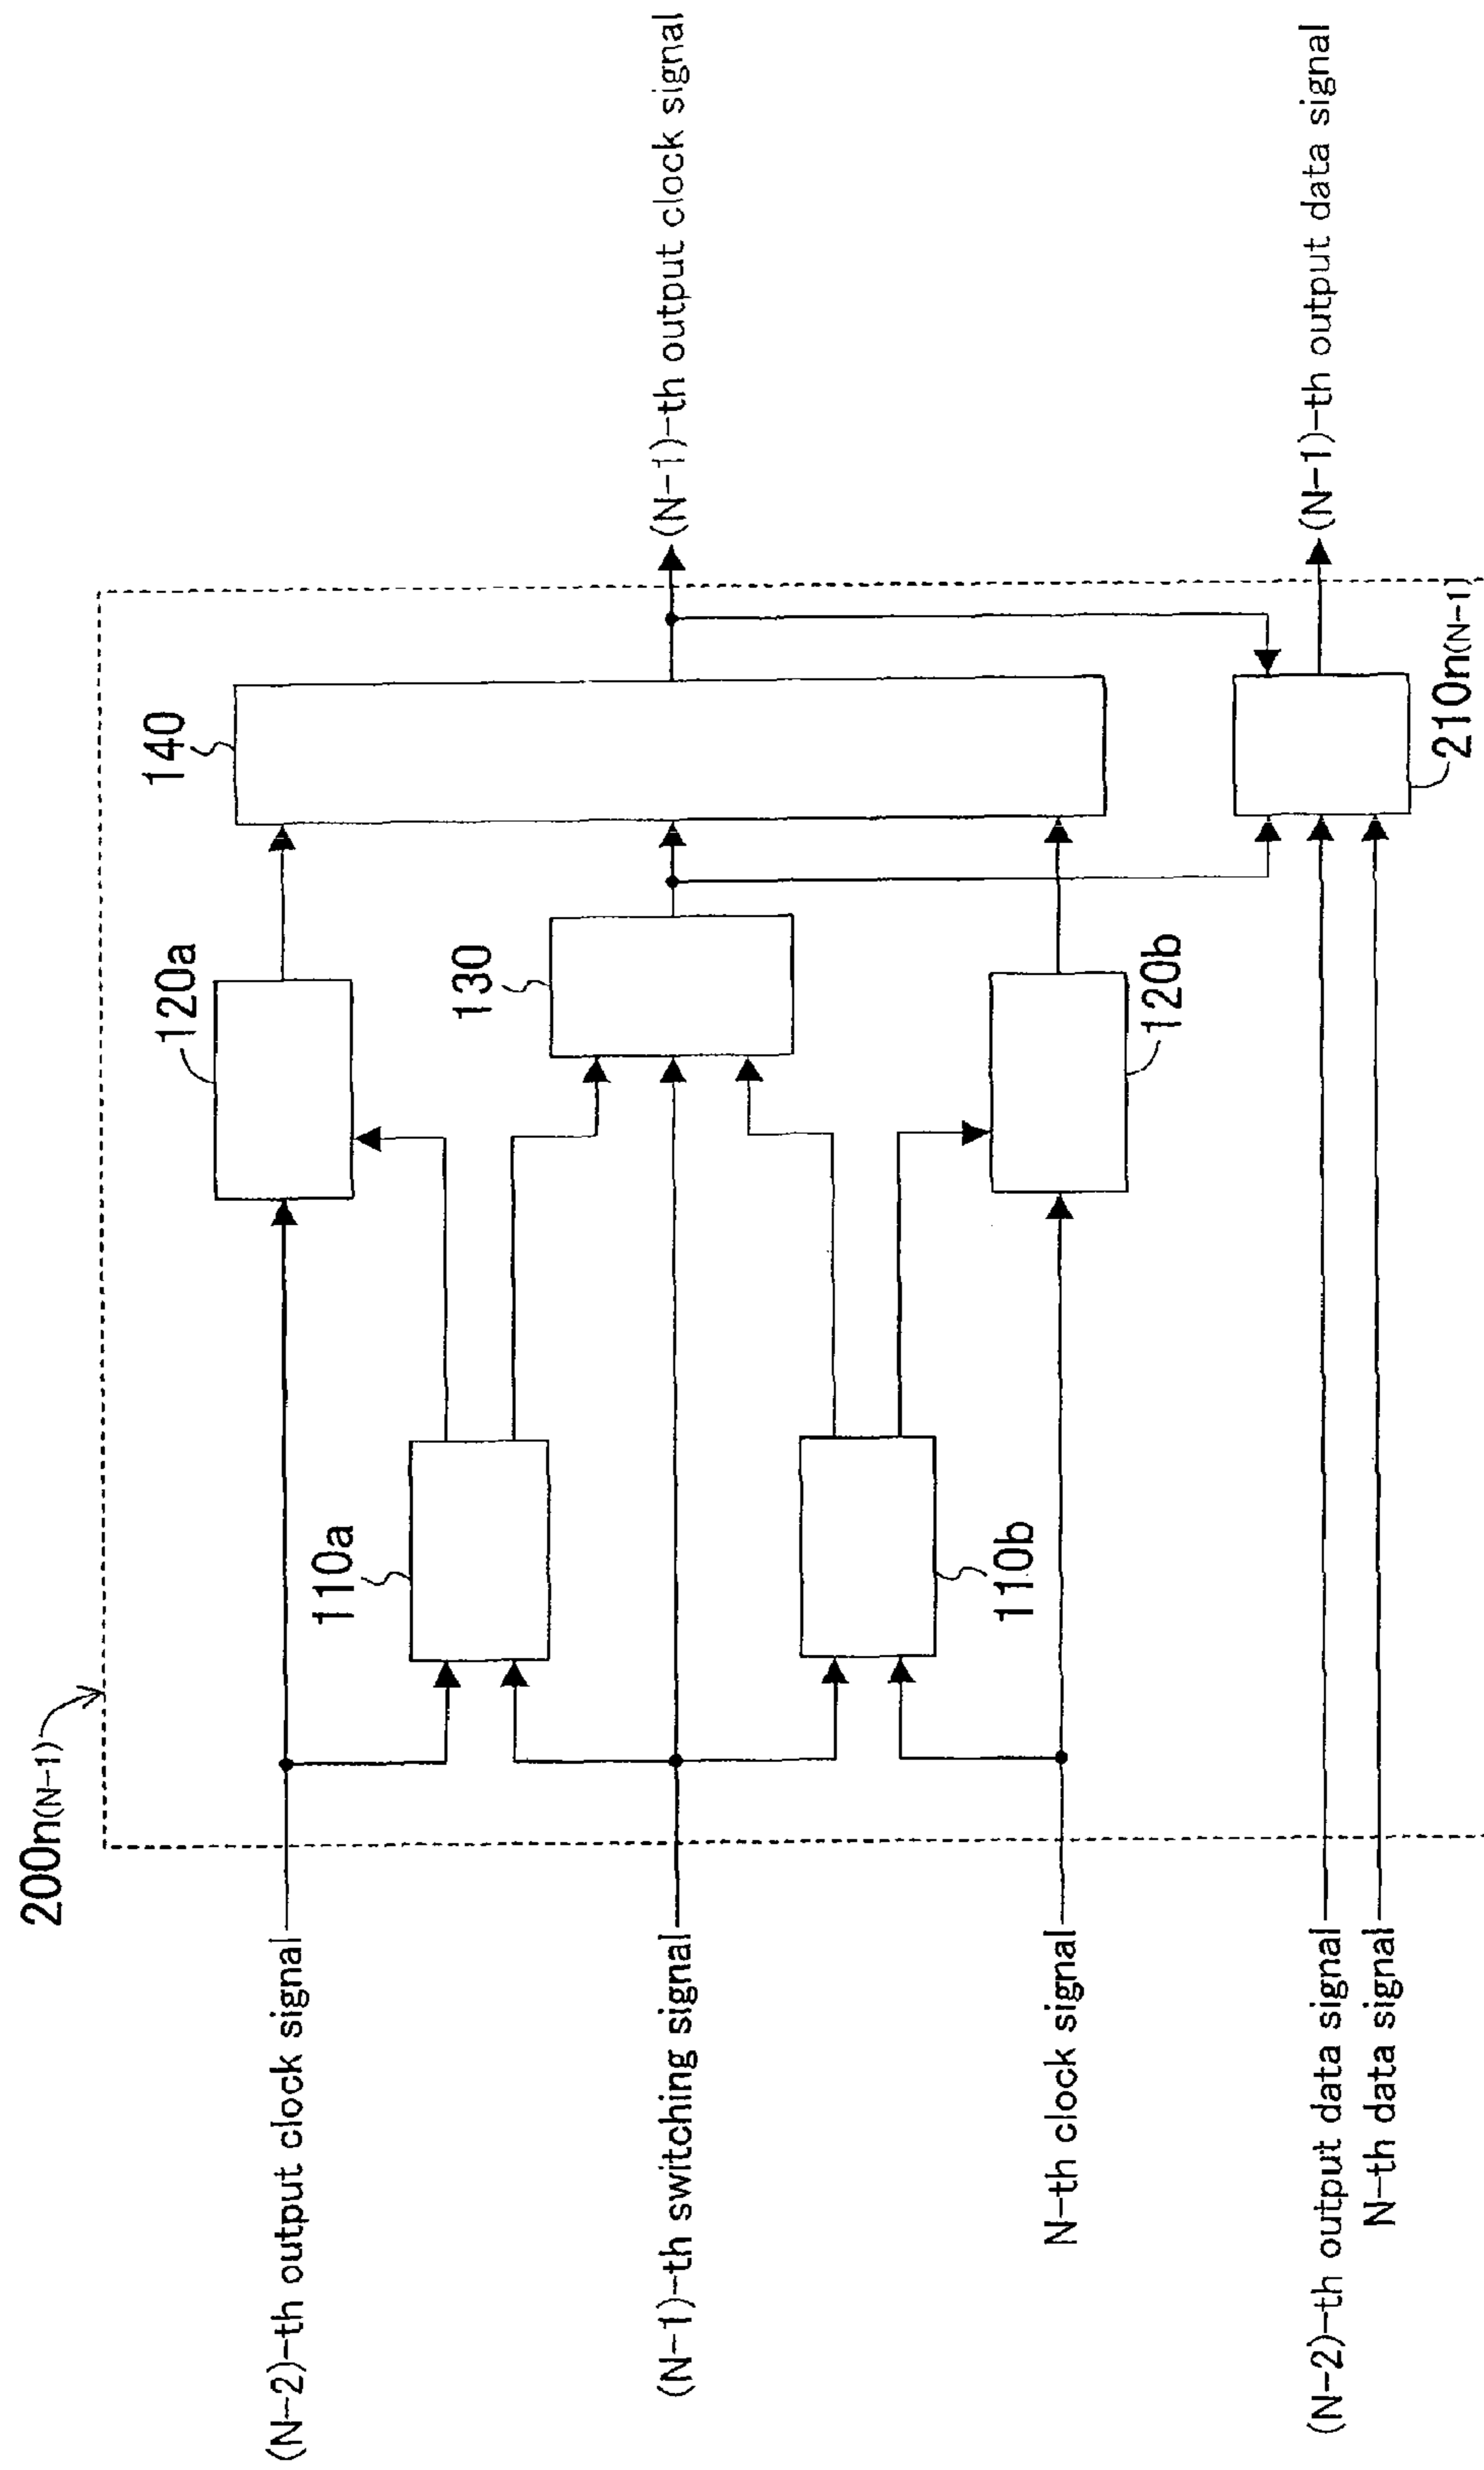 200n(N-1)
(N-2)-th output clock signal
(N-1)-th switching signal
N-th clock signal
(N-2)-th output data signal
N-th data signal
110a
110b
120a
130
120b
140
210n(N-1)
(N-1)-th output clock signal
(N-1)-th output data signal